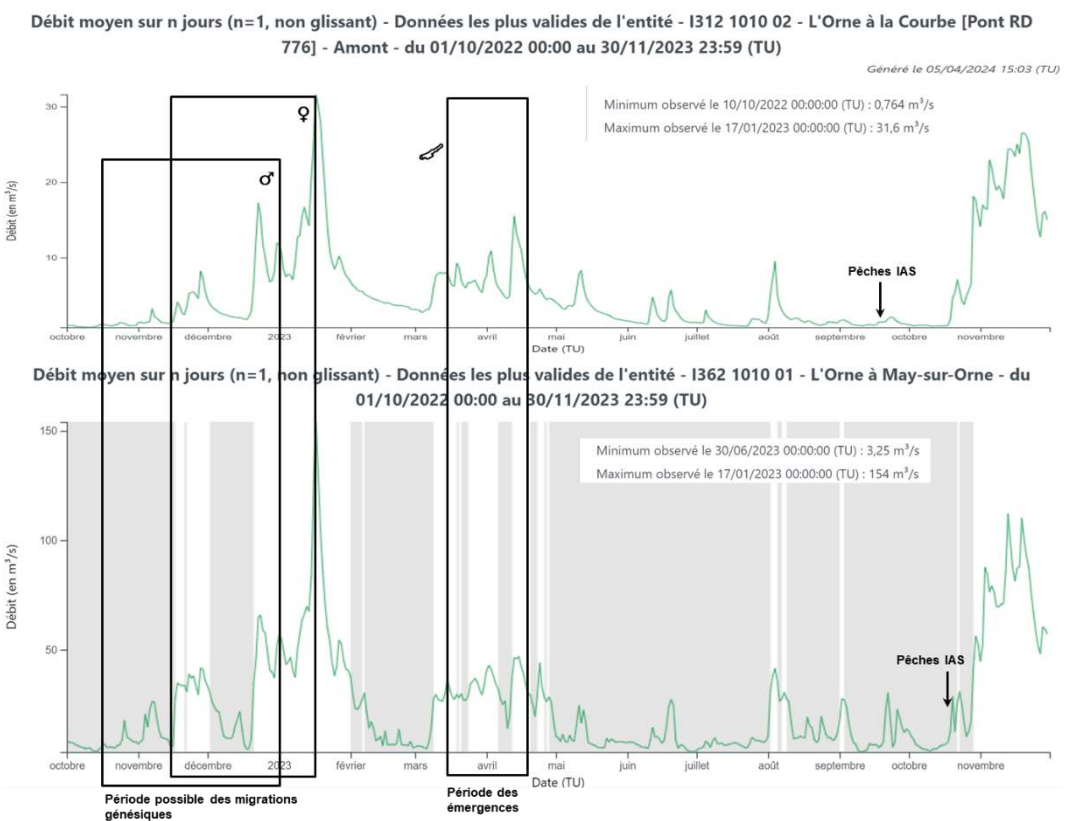 Débit moyen sur n jours (n=1, non glissant) - Données les plus valides de l'entité - I312 1010 02 - L'Orne à la Courbe [Pont RD
776] - Amont - du 01/10/2022 00:00 au 30/11/2023 23:59 (TU)
Généré le 05/04/2024 15:03 (TU)
Minimum observé le 10/10/2022 00:00:00 (TU) : 0,764 m³/s
Maximum observé le 17/01/2023 00:00:00 (TU) : 31,6 m³/s
♀
♂
Débit (en m³/s)
30
20
10
Pêches IAS
octobre novembre décembre 2023 février mars avril mai juin juillet août septembre octobre novembre
Date (TU)
Débit moyen sur n jours (n=1, non glissant) - Données les plus valides de l'entité - I362 1010 01 - L'Orne à May-sur-Orne - du
01/10/2022 00:00 au 30/11/2023 23:59 (TU)
Minimum observé le 30/06/2023 00:00:00 (TU) : 3,25 m³/s
Maximum observé le 17/01/2023 00:00:00 (TU) : 154 m³/s
Débit (en m³/s)
150
100
50
Pêches IAS
octobre novembre décembre 2023 février mars avril mai juin juillet août septembre octobre novembre
Date (TU)
Période possible des migrations
génésiques
Période des
émergences